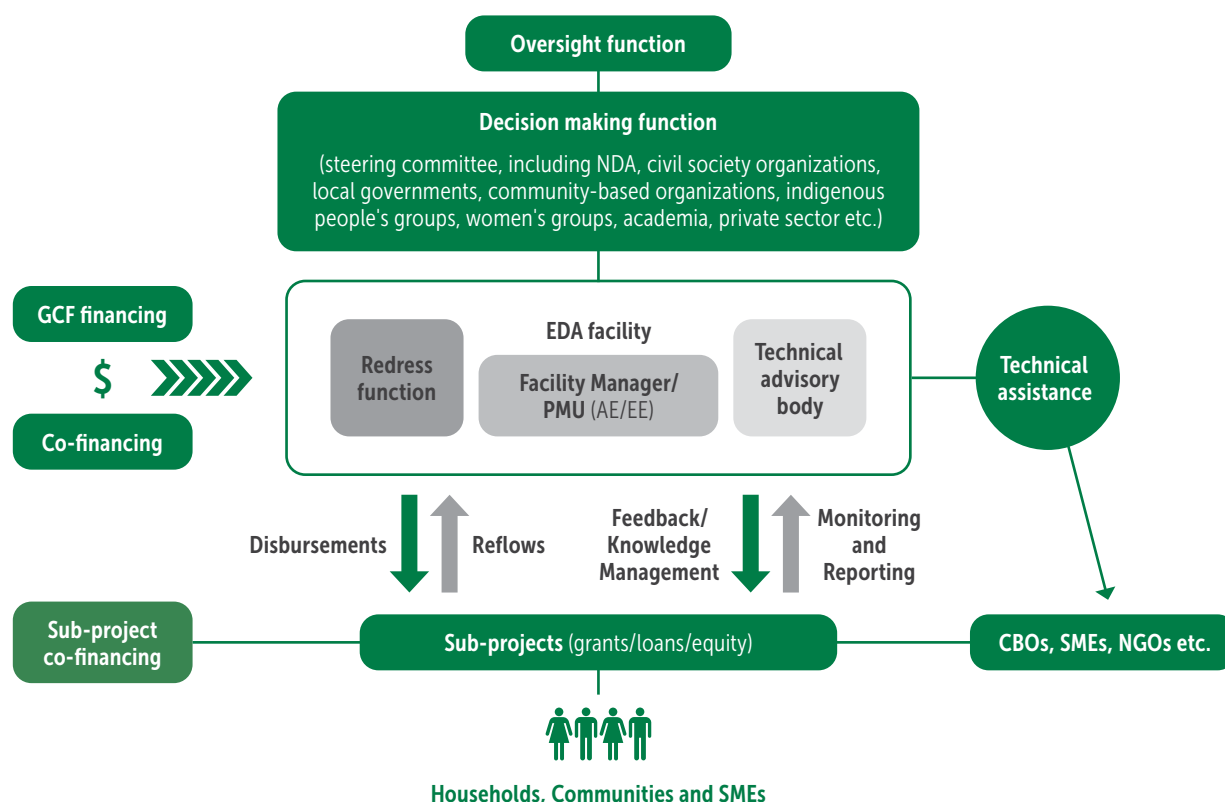 Oversight function
Decision making function
(steering committee, including NDA, civil society organizations,
local governments, community-based organizations, indigenous
people's groups, women's groups, academia, private sector etc.)
GCF financing
$
Co-financing
EDA facility
Redress
function
Facility Manager/
PMU (AE/EE)
Technical
advisory
body
Technical
assistance
Disbursements
Reflows
Feedback/
Knowledge
Management
Monitoring
and
Reporting
Sub-project
co-financing
Sub-projects (grants/loans/equity)
CBOs, SMEs, NGOs etc.
Households, Communities and SMEs